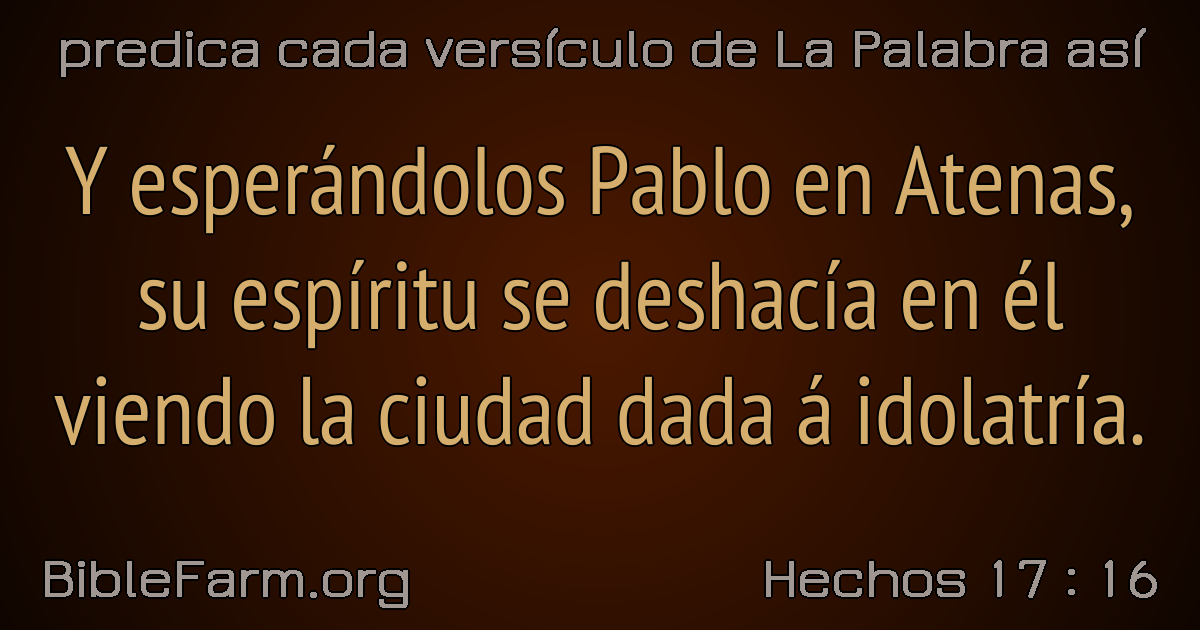 predica cada versículo de La Palabra así
Y esperándolos Pablo en Atenas,
su espíritu se deshacía en él
viendo la ciudad dada á idolatría.
BibleFarm.org
Hechos 17 : 16